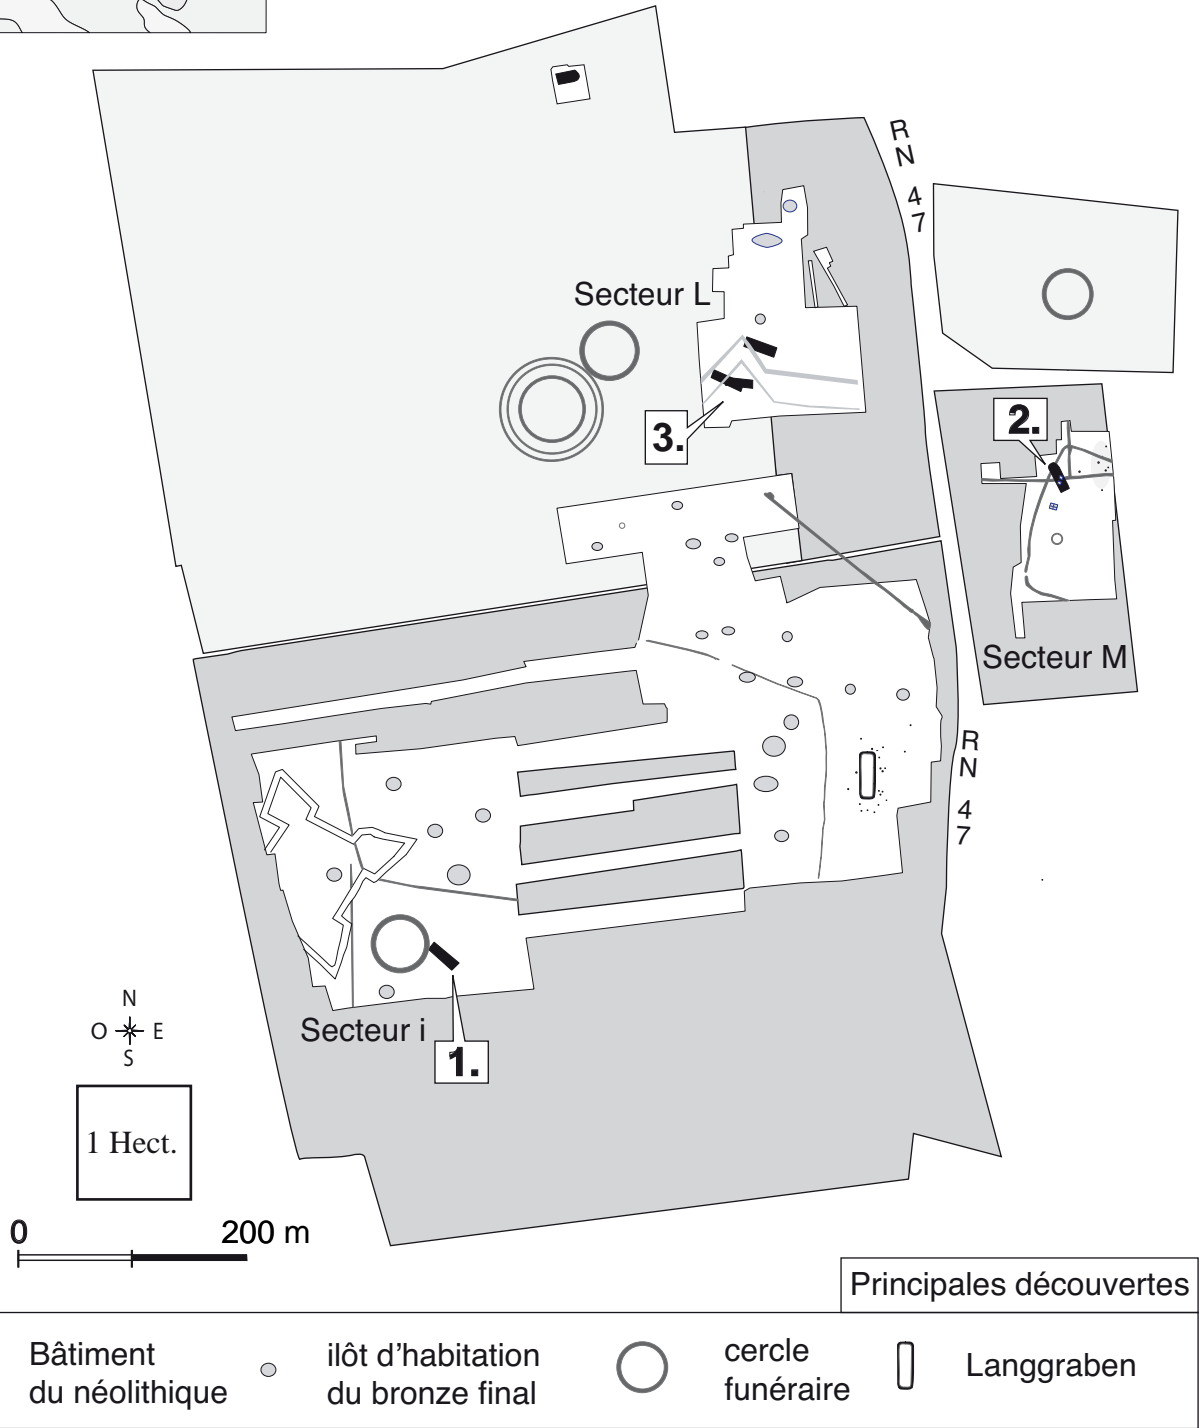 R
N
4
7
Secteur L
2.
3.
Secteur M
R
N
4
7
N
O E
S
Secteur i
1.
1 Hect.
0 200 m
Principales découvertes
Bâtiment
du néolithique
ilôt d'habitation
du bronze final
cercle
funéraire
Langgraben